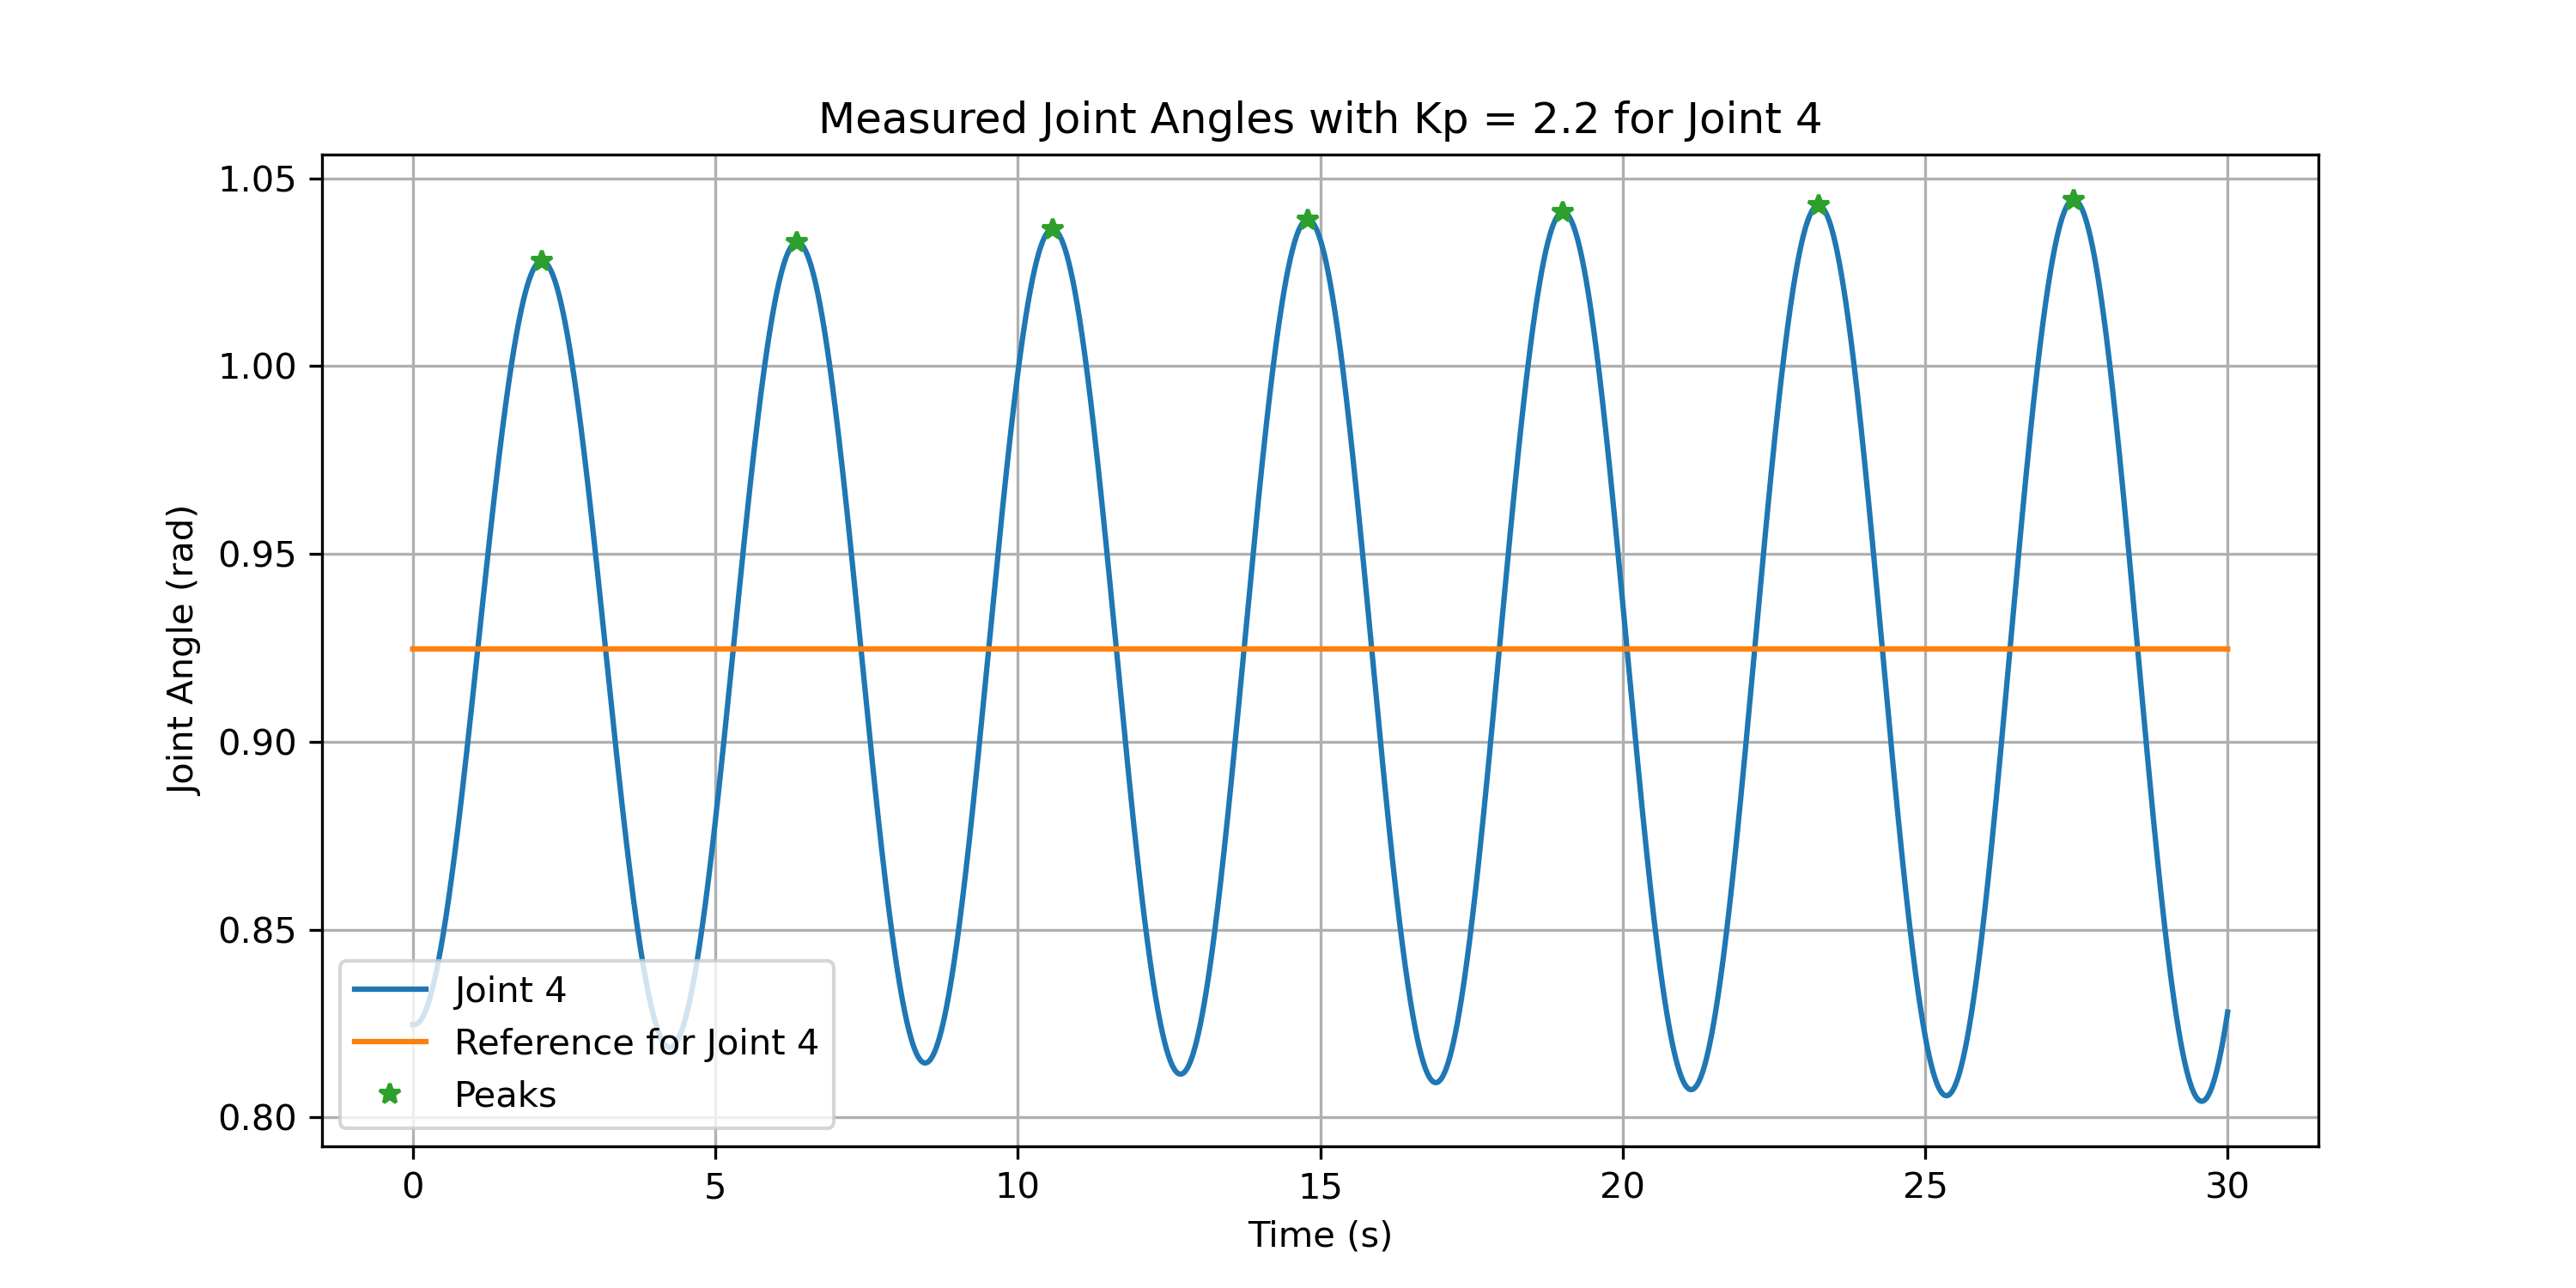 Measured Joint Angles with Kp = 2.2 for Joint 4
Joint Angle (rad)
1.05
1.00
0.95
0.90
0.85
0.80
Joint 4
Reference for Joint 4
Peaks
0 5 10 15 20 25 30
Time (s)